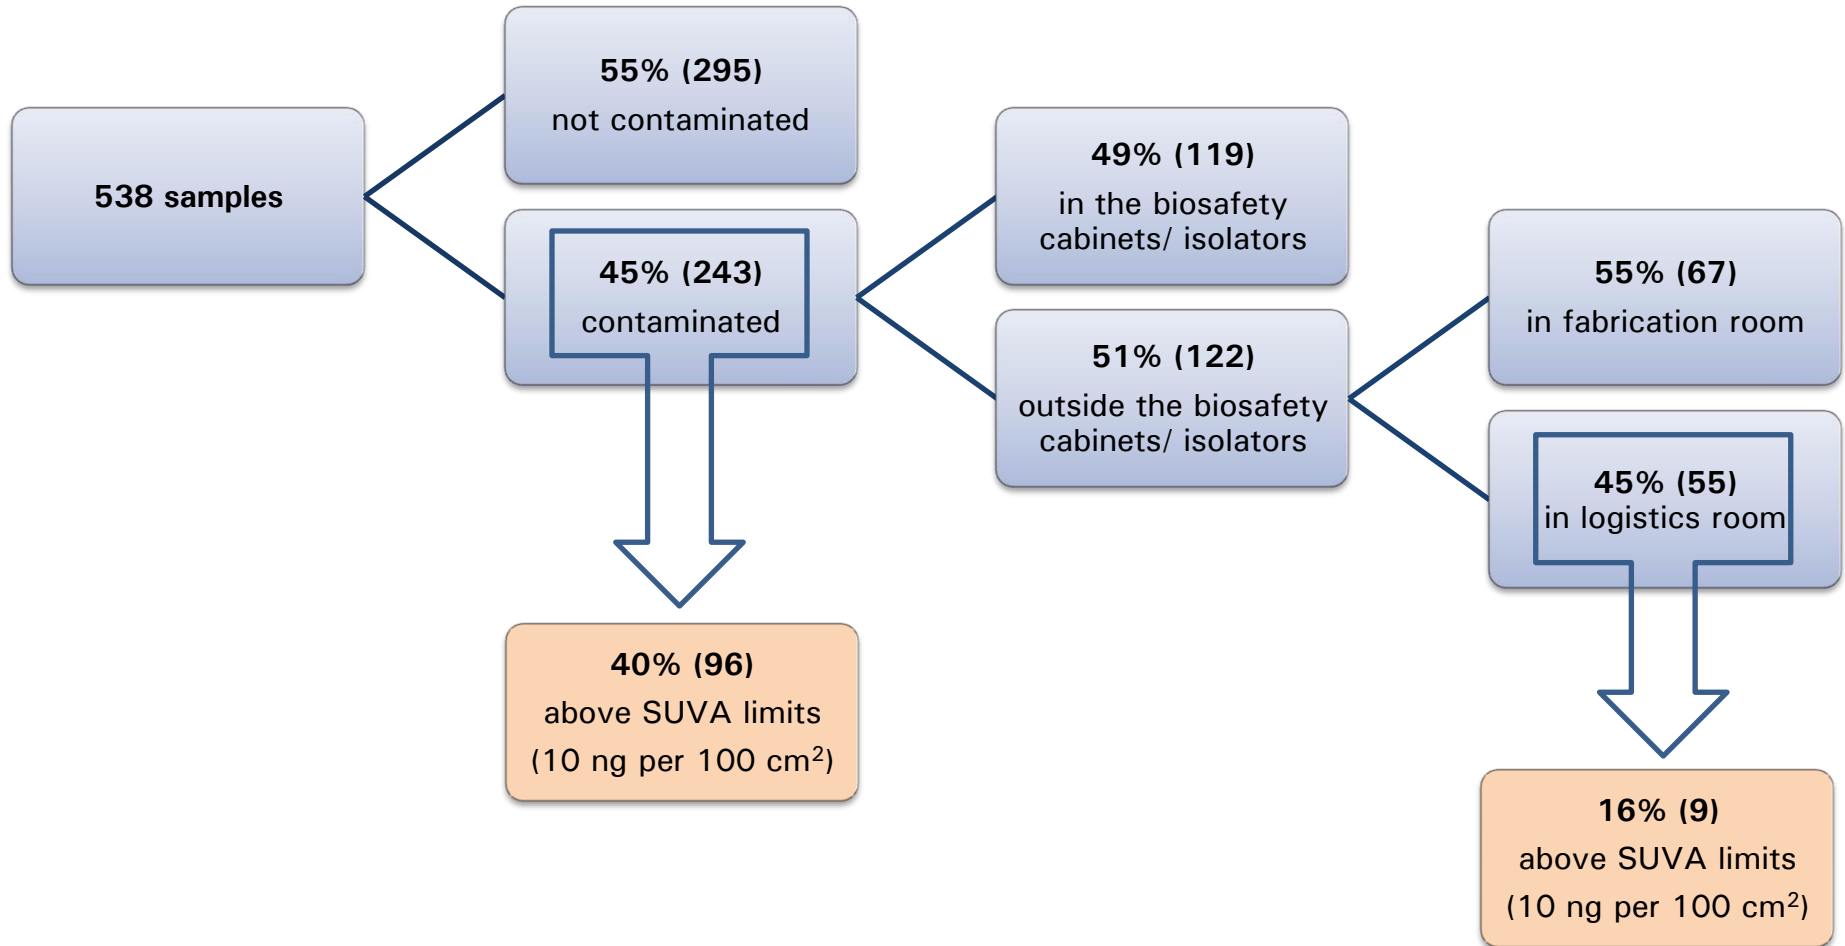 538 samples
55% (295)
not contaminated
45% (243)
contaminated
40% (96)
above SUVA limits
(10 ng per 100 cm²)
49% (119)
in the biosafety
cabinets/ isolators
51% (122)
outside the biosafety
cabinets/ isolators
55% (67)
in fabrication room
45% (55)
in logistics room
16% (9)
above SUVA limits
(10 ng per 100 cm²)